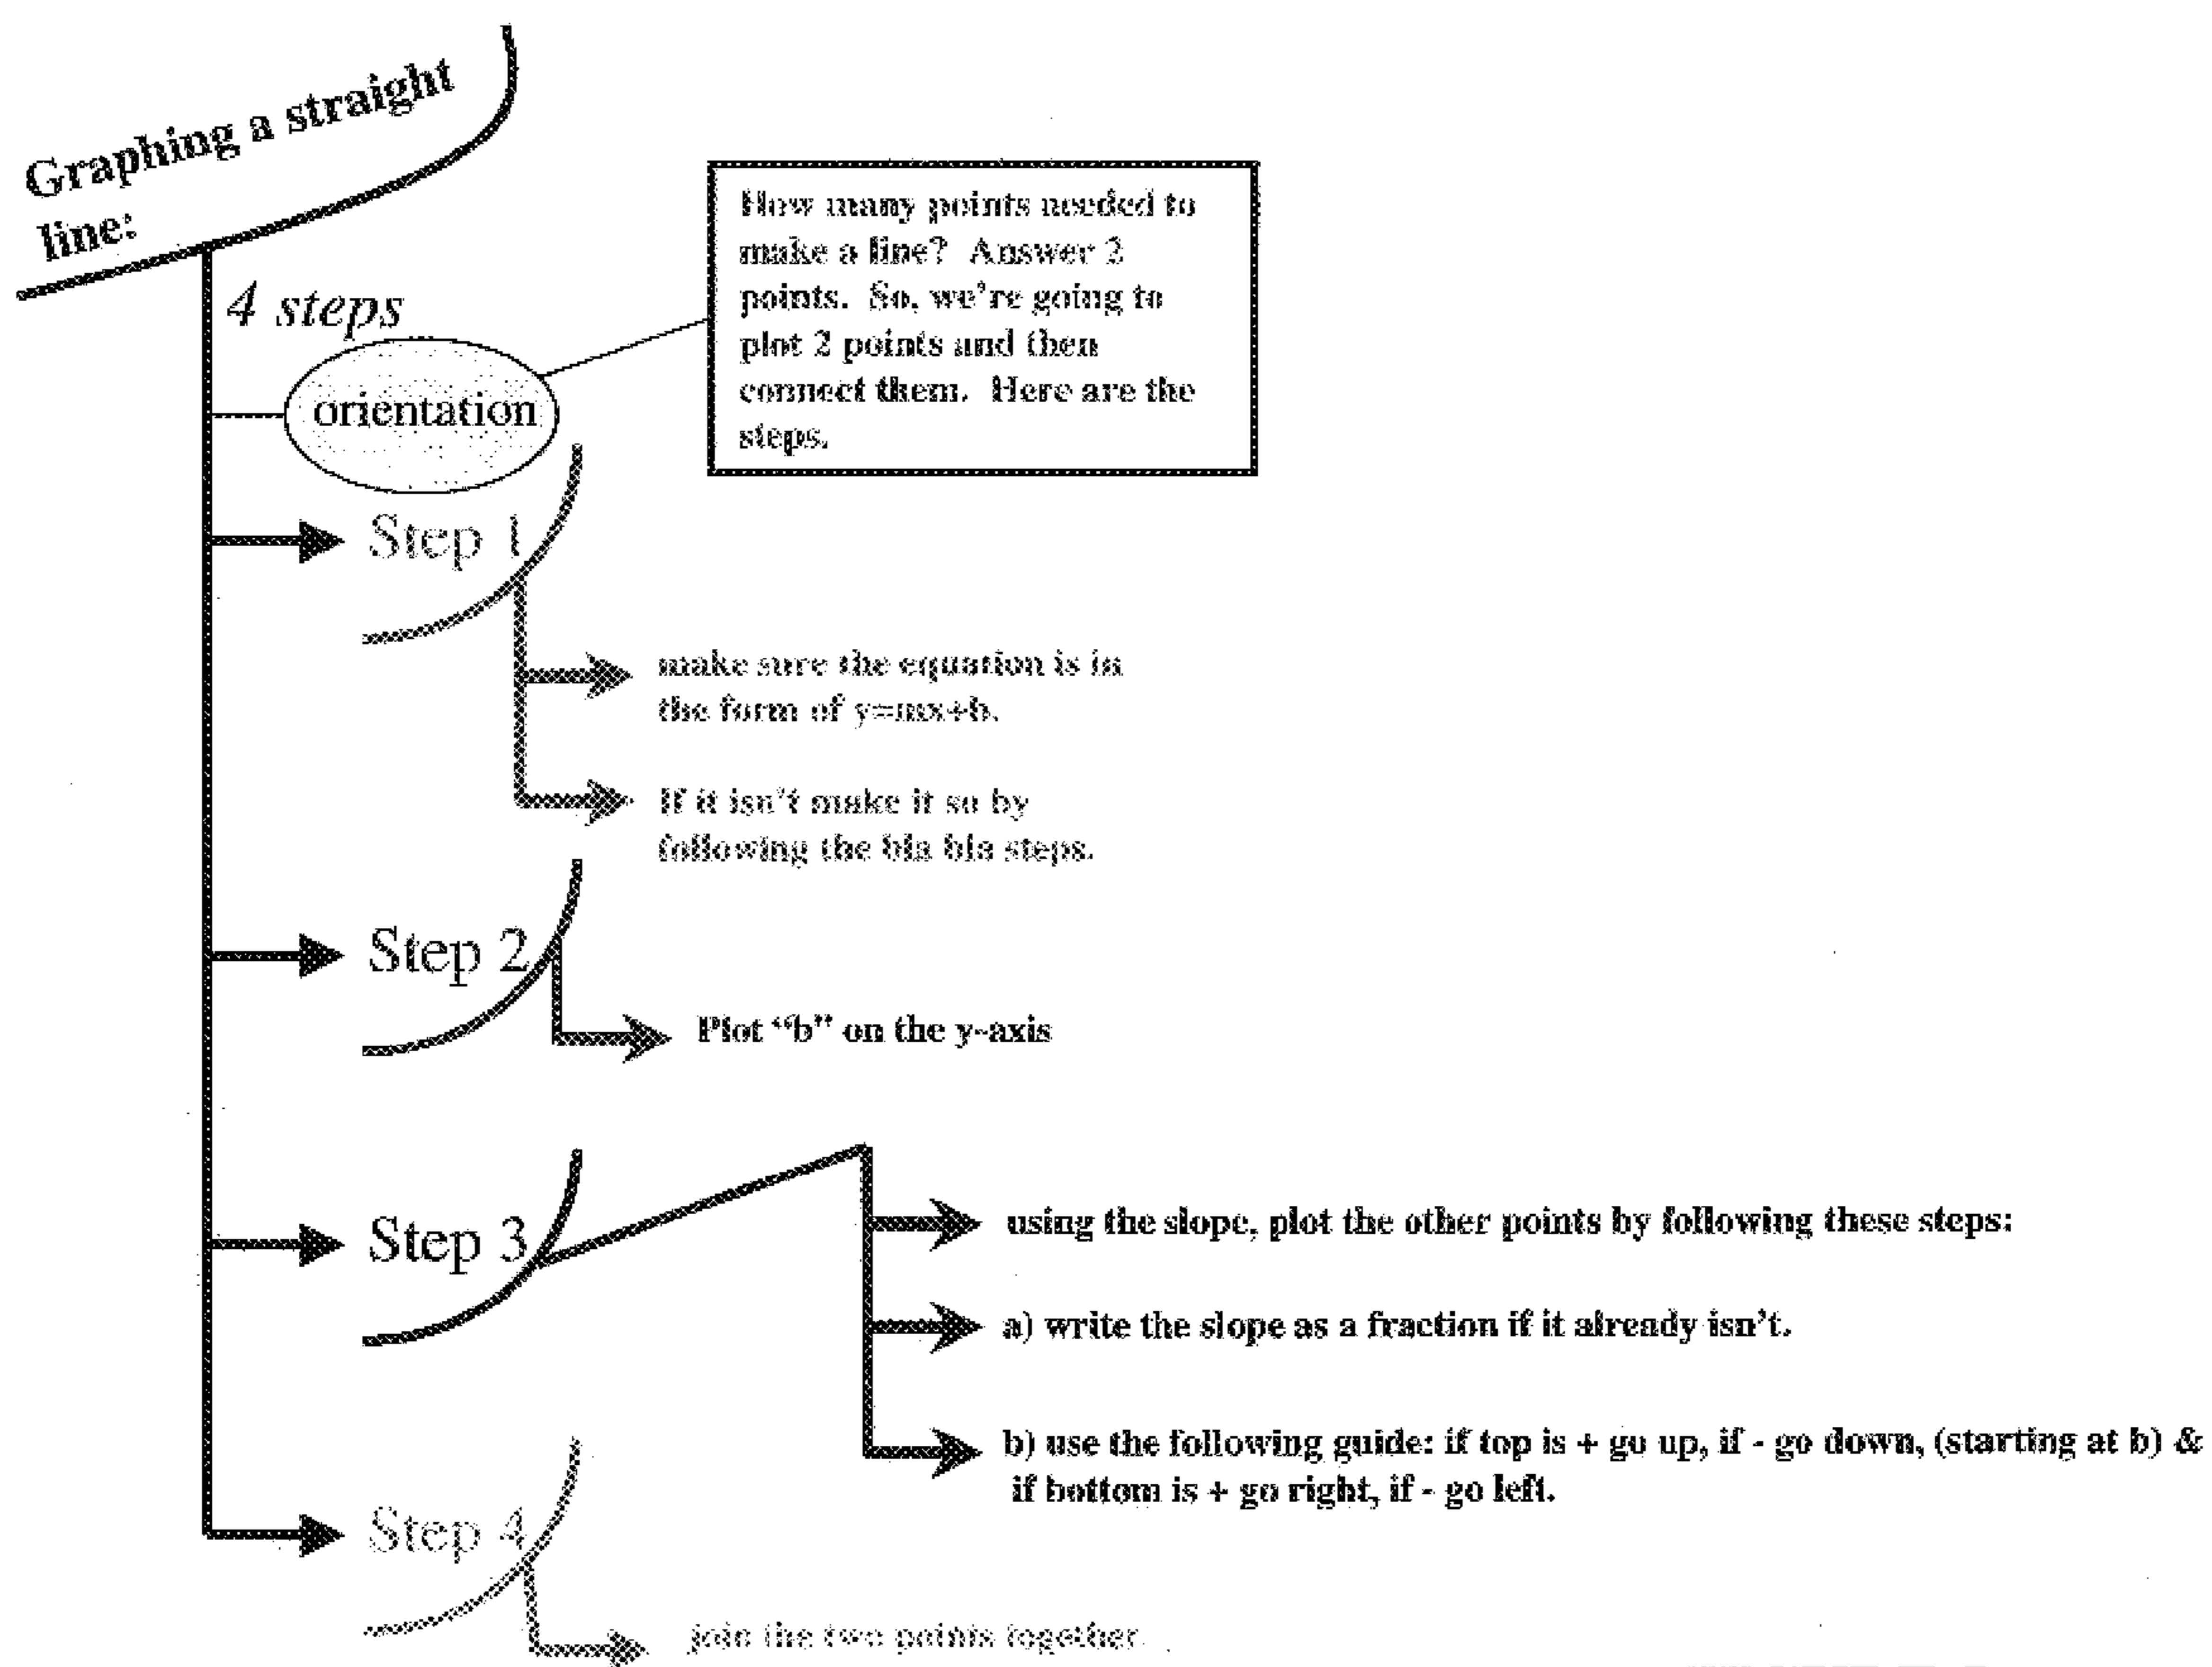 Graphing a straight
line:
4 steps
orientation
How many points needed to
make a line?  Answer 2
points.  So, we're going to
plot 2 points and then
connect them.  Here are the
steps.
Step 1
make sure the equation is in
the form of y=mx+b.
If it isn't make it so by
following the bla bla steps.
Step 2
Plot “b” on the y-axis
Step 3
using the slope, plot the other points by following these steps:
a) write the slope as a fraction if it already isn't.
b) use the following guide: if top is + go up, if - go down, (starting at b) &
if bottom is + go right, if - go left.
Step 4
join the two points together.